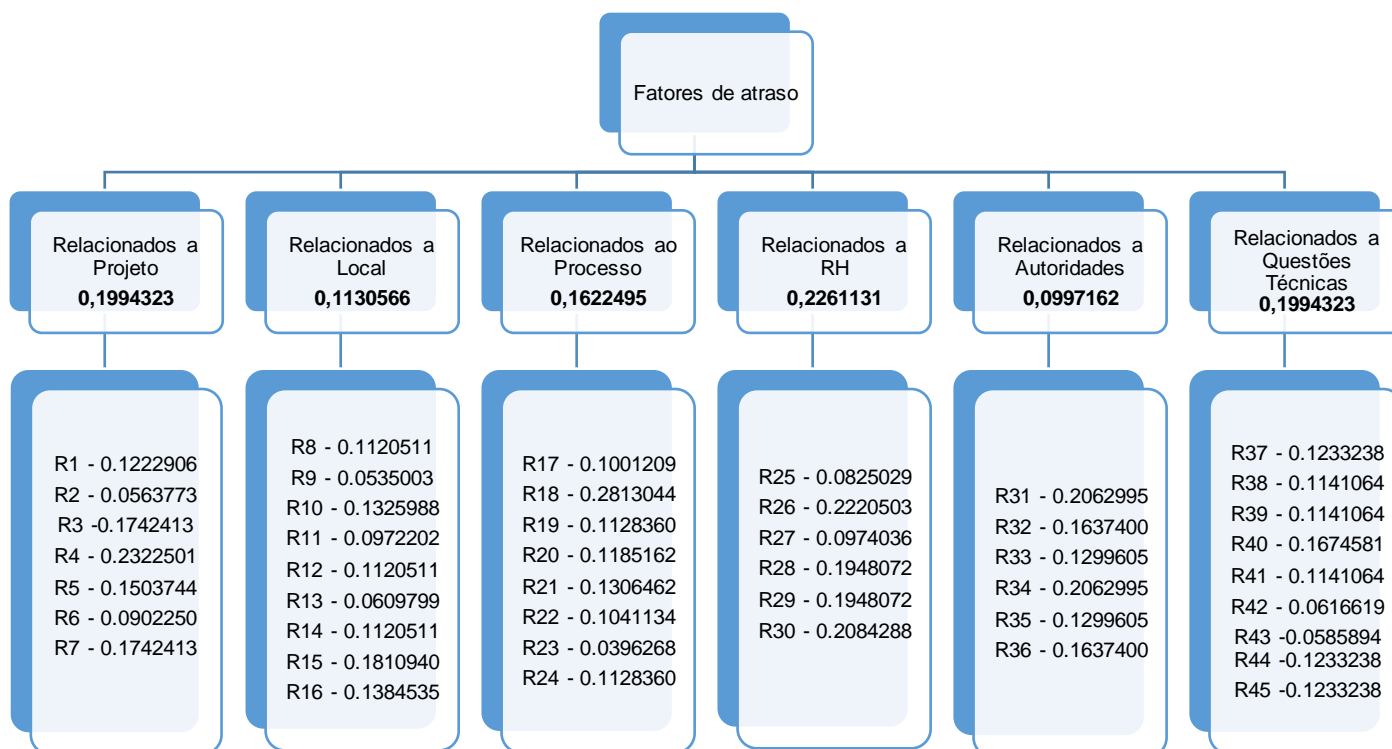 Fatores de atraso
Relacionados a
Projeto
0,1994323
Relacionados a
Local
0,1130566
Relacionados ao
Processo
0,1622495
Relacionados a
RH
0,2261131
Relacionados a
Autoridades
0,0997162
Relacionados a
Questões
Técnicas
0,1994323
R1 - 0.1222906
R2 - 0.0563773
R3 -0.1742413
R4 - 0.2322501
R5 - 0.1503744
R6 - 0.0902250
R7 - 0.1742413
R8 - 0.1120511
R9 - 0.0535003
R10 - 0.1325988
R11 - 0.0972202
R12 - 0.1120511
R13 - 0.0609799
R14 - 0.1120511
R15 - 0.1810940
R16 - 0.1384535
R17 - 0.1001209
R18 - 0.2813044
R19 - 0.1128360
R20 - 0.1185162
R21 - 0.1306462
R22 - 0.1041134
R23 - 0.0396268
R24 - 0.1128360
R25 - 0.0825029
R26 - 0.2220503
R27 - 0.0974036
R28 - 0.1948072
R29 - 0.1948072
R30 - 0.2084288
R31 - 0.2062995
R32 - 0.1637400
R33 - 0.1299605
R34 - 0.2062995
R35 - 0.1299605
R36 - 0.1637400
R37 - 0.1233238
R38 - 0.1141064
R39 - 0.1141064
R40 - 0.1674581
R41 - 0.1141064
R42 - 0.0616619
R43 -0.0585894
R44 -0.1233238
R45 -0.1233238